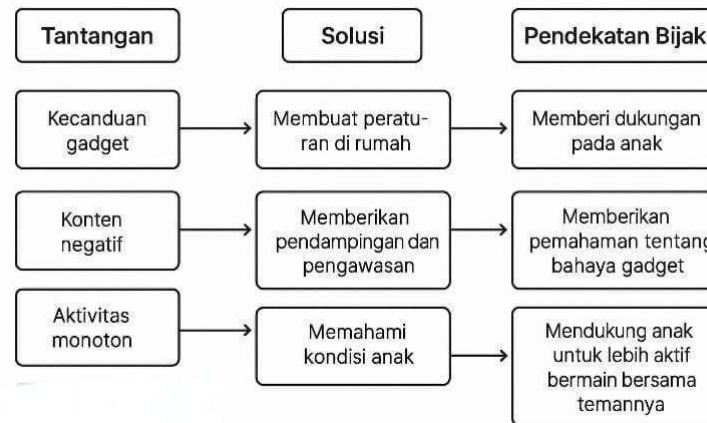 Tantangan
Solusi
Pendekatan Bijak
Kecanduan
gadget
Membuat peratu-
ran di rumah
Memberi dukungan
pada anak
Konten
negatif
Memberikan
pendampingan dan
pengawasan
Memberikan
pemahaman tentang
bahaya gadget
Aktivitas
monoton
Memahami
kondisi anak
Mendukung anak
untuk lebih aktif
bermain bersama
temannya